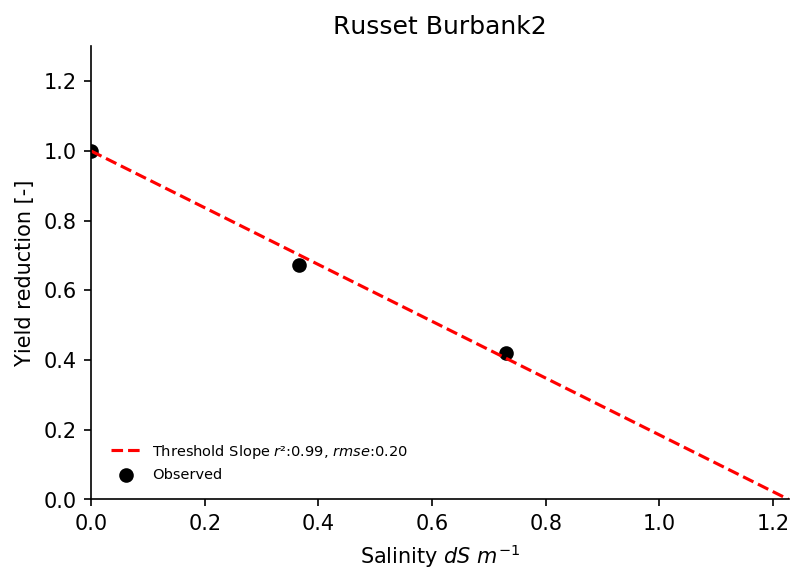 Russet Burbank2
Yield reduction [-]
1.2
1.0
0.8
0.6
0.4
0.2
0.0
Threshold Slope r²:0.99, rmse:0.20
Observed
0.0 0.2 0.4 0.6 0.8 1.0 1.2
Salinity dS m⁻¹